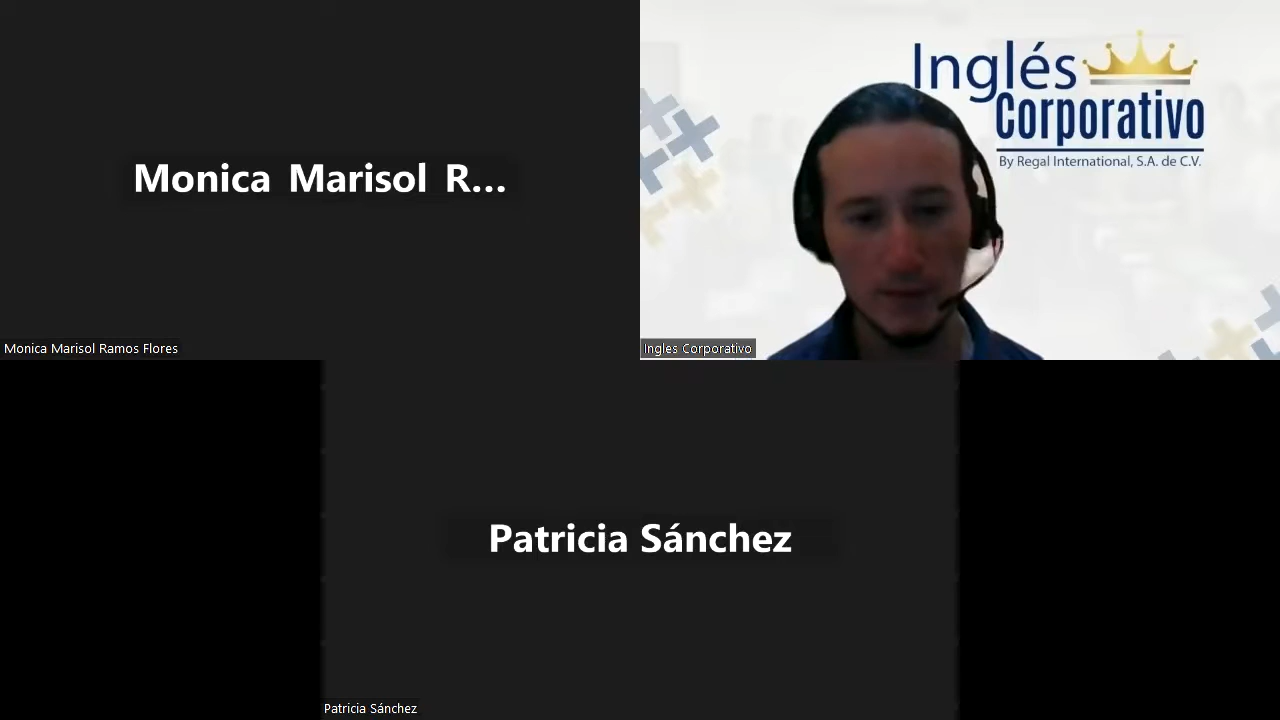 Monica Marisol R...
Monica Marisol Ramos Flores
Inglés
Corporativo
By Regal International, S.A. de C.V.
Ingles Corporativo
Patricia Sánchez
Patricia Sánchez